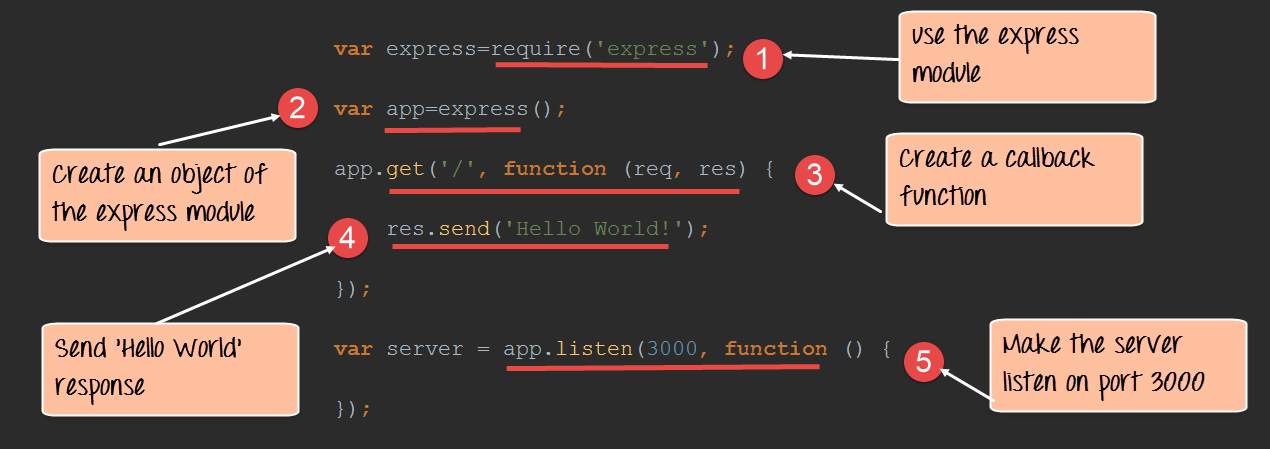 var express=require('express');
1
use the express
module
2
var app=express();
Create an object of
the express module
app.get('/', function (req, res) {
3
Create a callback
function
4
res.send('Hello World!');
});
Send 'Hello World'
response
var server = app.listen(3000, function () {
5
Make the server
listen on port 3000
});